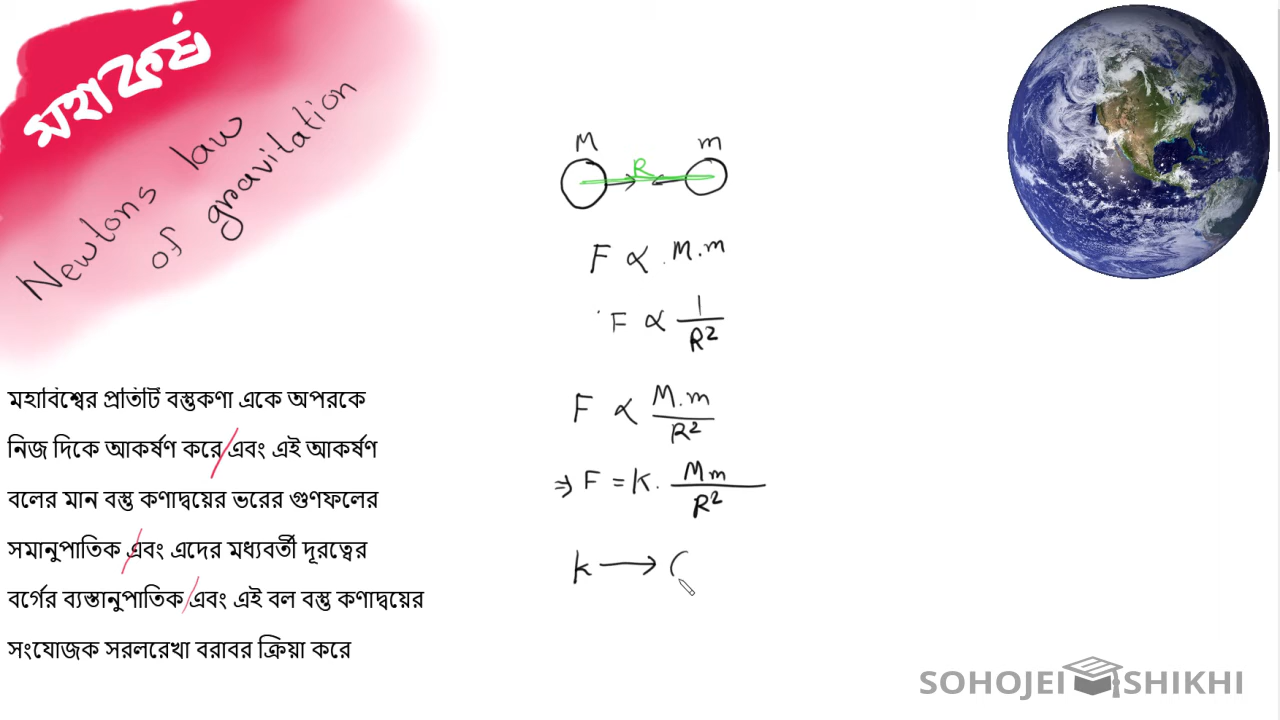 মহাকর্ষ
Newtons law
of gravitation
মহাবিশ্বের প্রতিটি বস্তুকণা একে অপরকে
নিজ দিকে আকর্ষণ করে এবং এই আকর্ষণ
বলের মান বস্তু কণাদ্বয়ের ভরের গুণফলের
সমানুপাতিক এবং এদের মধ্যবর্তী দূরত্বের
বর্গের ব্যস্তানুপাতিক এবং এই বল বস্তু কণাদ্বয়ের
সংযোজক সরলরেখা বরাবর ক্রিয়া করে
M m
R
F ∝ M.m
F ∝ 1/R²
F ∝ M.m/R²
⇒ F = k. Mm/R²
k → (
SOHOJEI SHIKHI